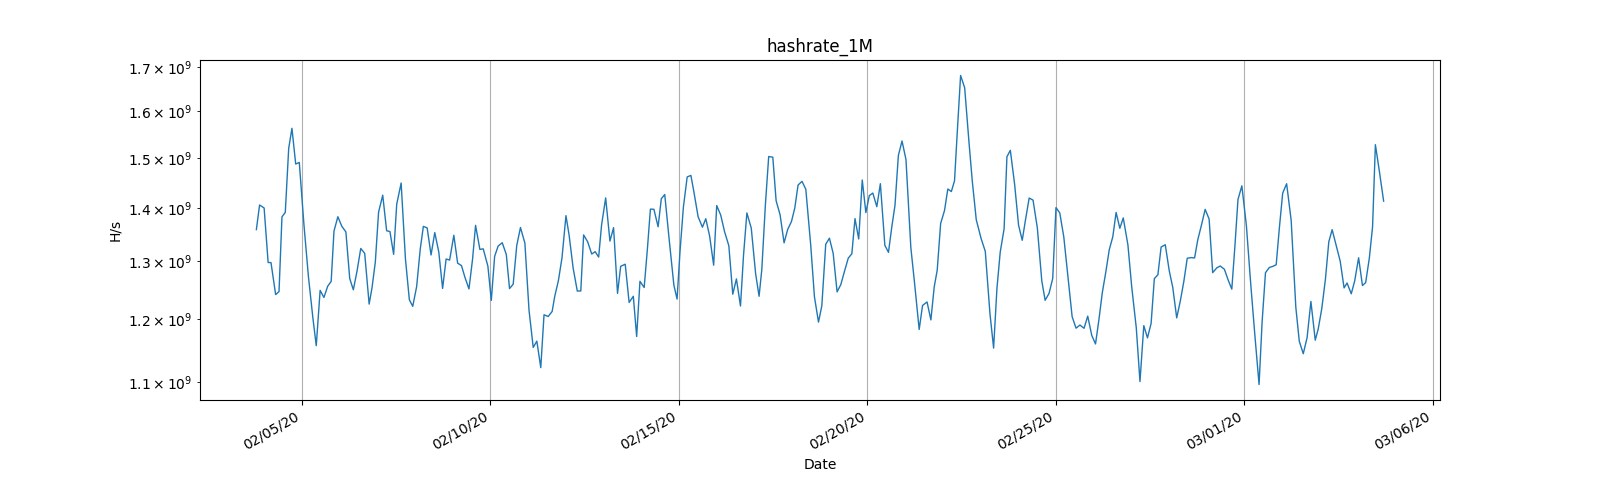 hashrate_1M
H/s
1.7 × 10⁹
1.6 × 10⁹
1.5 × 10⁹
1.4 × 10⁹
1.3 × 10⁹
1.2 × 10⁹
1.1 × 10⁹
02/05/20
02/10/20
02/15/20
02/20/20
02/25/20
03/01/20
03/06/20
Date